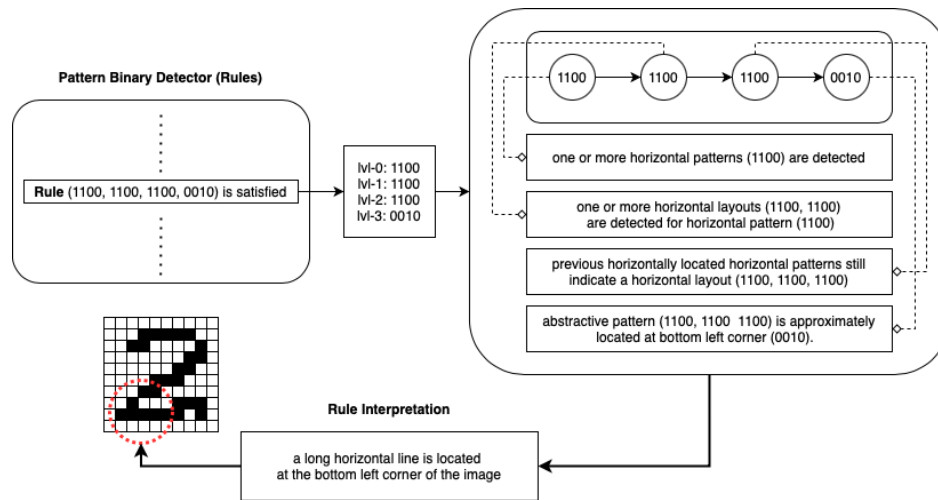 Pattern Binary Detector (Rules)
Rule (1100, 1100, 1100, 0010) is satisfied
lvl-0: 1100
lvl-1: 1100
lvl-2: 1100
lvl-3: 0010
1100
1100
1100
0010
one or more horizontal patterns (1100) are detected
one or more horizontal layouts (1100, 1100)
are detected for horizontal pattern (1100)
previous horizontally located horizontal patterns still
indicate a horizontal layout (1100, 1100, 1100)
abstractive pattern (1100, 1100 1100) is approximately
located at bottom left corner (0010).
Rule Interpretation
a long horizontal line is located
at the bottom left corner of the image